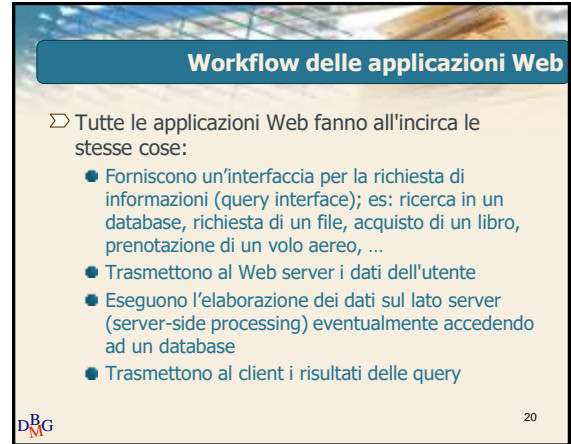 Workflow delle applicazioni Web
Tutte le applicazioni Web fanno all'incirca le
stesse cose:
Forniscono un'interfaccia per la richiesta di
informazioni (query interface); es: ricerca in un
database, richiesta di un file, acquisto di un libro,
prenotazione di un volo aereo, …
Trasmettono al Web server i dati dell'utente
Eseguono l'elaborazione dei dati sul lato server
(server-side processing) eventualmente accedendo
ad un database
Trasmettono al client i risultati delle query
DBMG
20